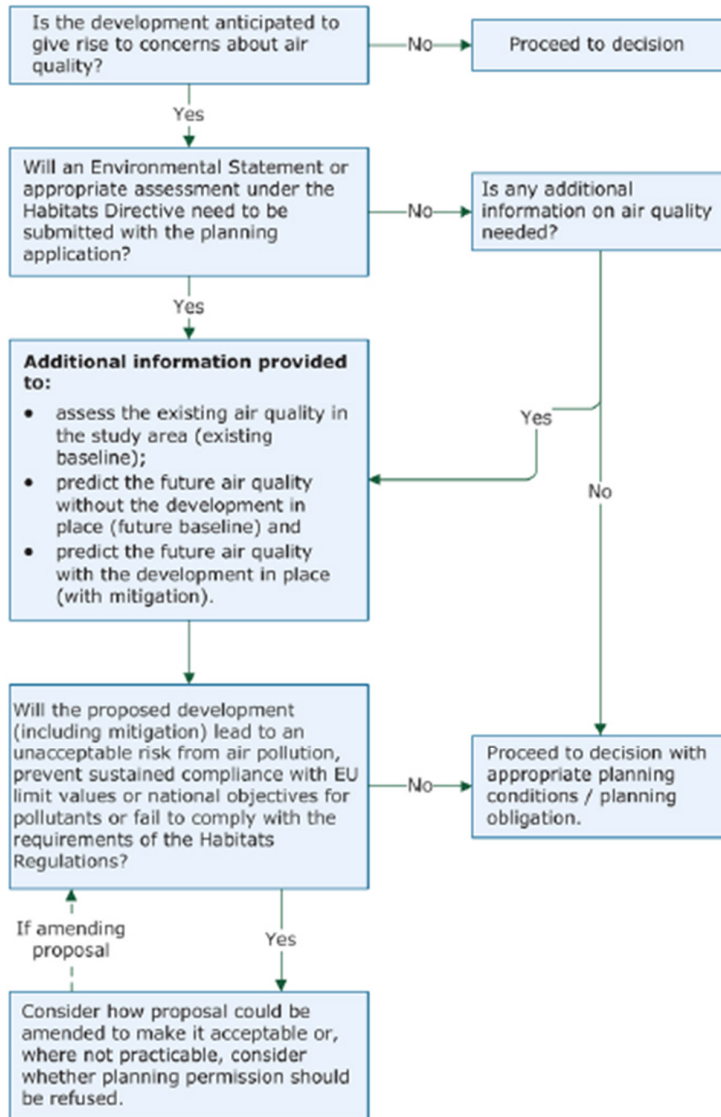 Is the development anticipated to
give rise to concerns about air
quality?
No
Proceed to decision
Yes
Will an Environmental Statement or
appropriate assessment under the
Habitats Directive need to be
submitted with the planning
application?
No
Is any additional
information on air quality
needed?
Yes
Additional information provided
to:
• assess the existing air quality in
the study area (existing
baseline);
• predict the future air quality
without the development in
place (future baseline) and
• predict the future air quality
with the development in place
(with mitigation).
Yes
No
Will the proposed development
(including mitigation) lead to an
unacceptable risk from air pollution,
prevent sustained compliance with EU
limit values or national objectives for
pollutants or fail to comply with the
requirements of the Habitats
Regulations?
No
Proceed to decision with
appropriate planning
conditions / planning
obligation.
If amending
proposal
Yes
Consider how proposal could be
amended to make it acceptable or,
where not practicable, consider
whether planning permission should
be refused.